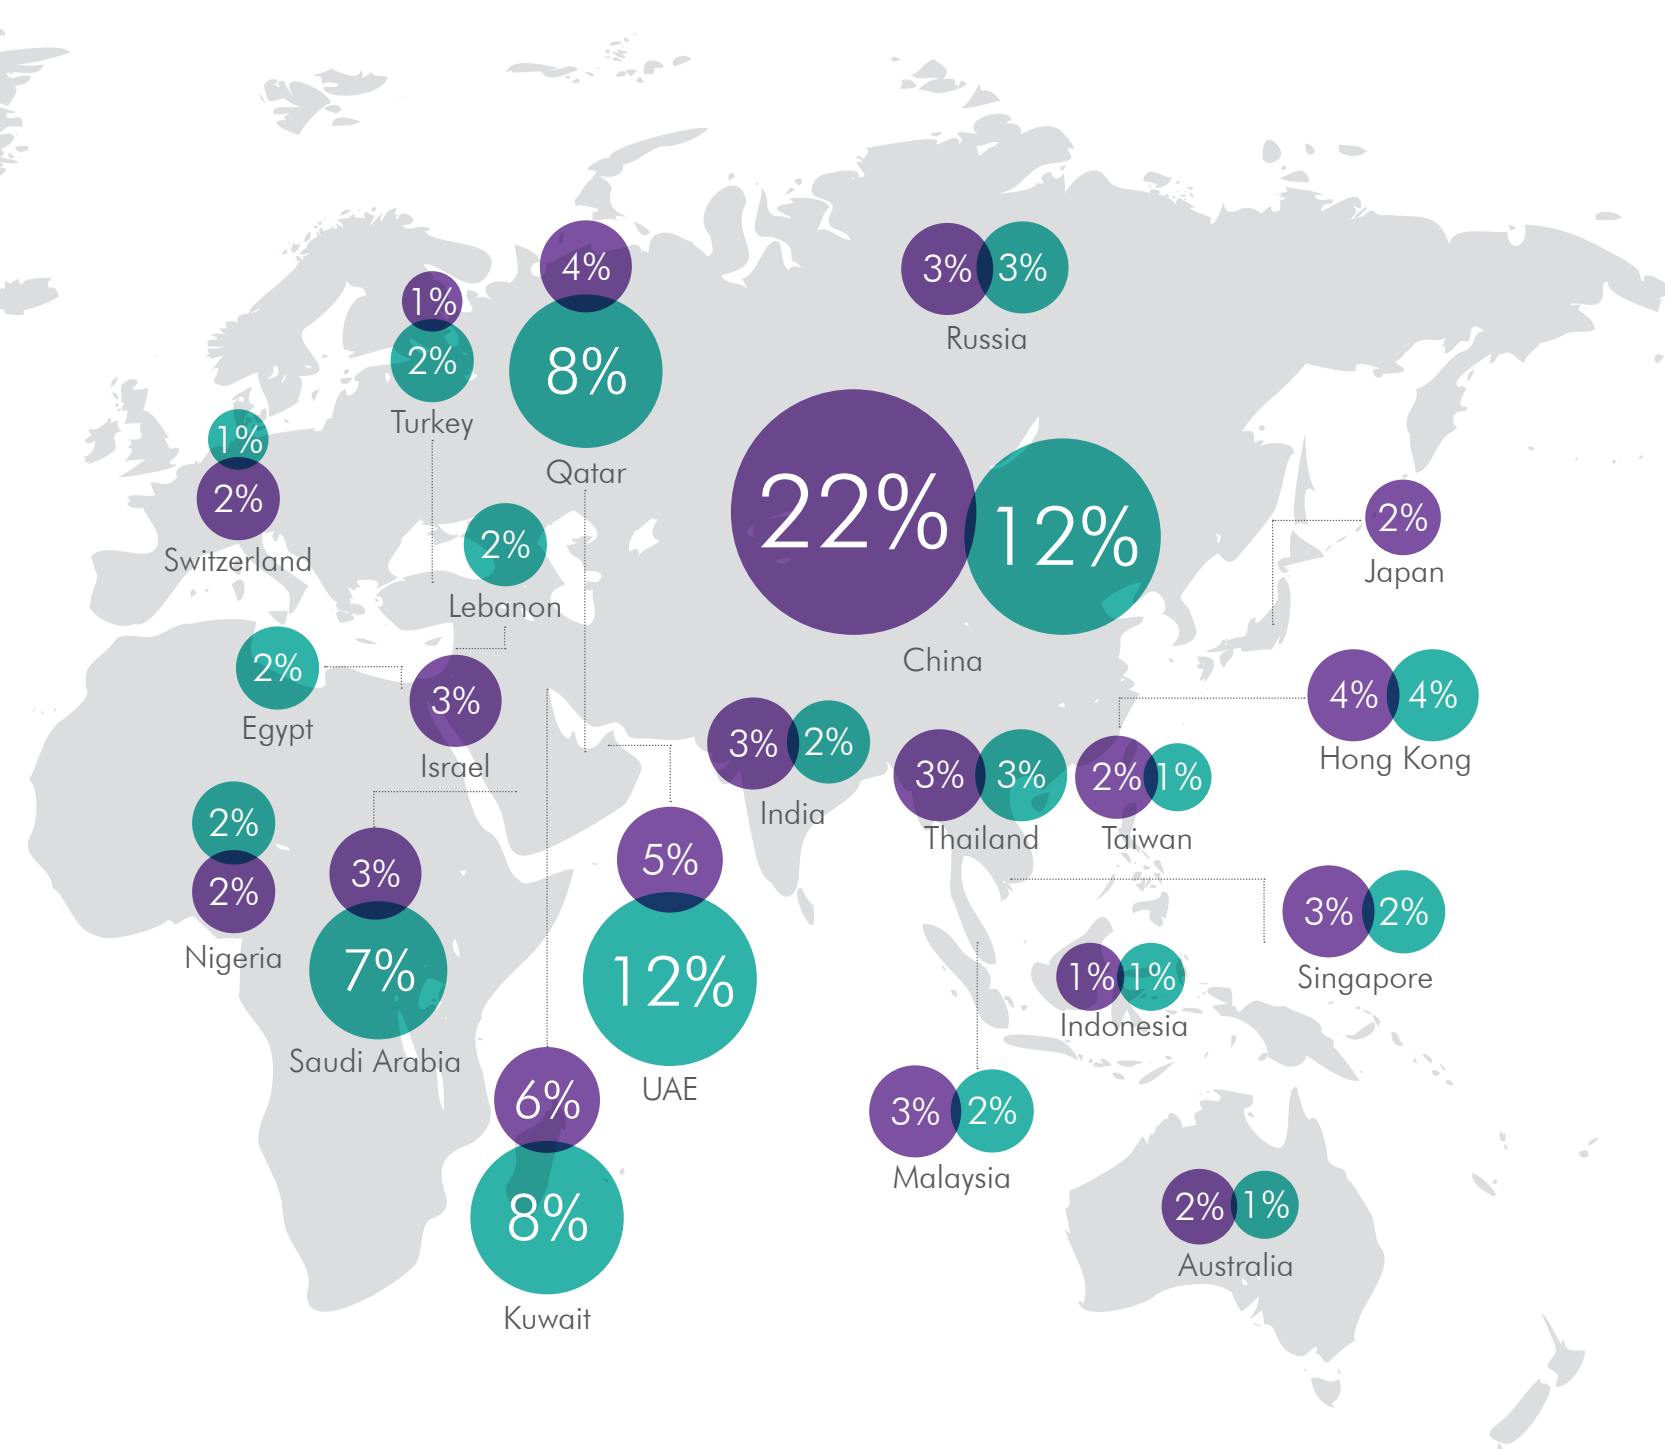 4%
8%
Qatar
3% 3%
Russia
1%
2%
Turkey
1%
2%
Switzerland
22% 12%
China
2%
Japan
2%
Lebanon
2%
Egypt
3%
Israel
4% 4%
Hong Kong
3% 2%
India
3% 3%
Thailand
2% 1%
Taiwan
2%
2%
Nigeria
3%
7%
Saudi Arabia
5%
12%
UAE
3% 2%
Singapore
1% 1%
Indonesia
6%
8%
Kuwait
3% 2%
Malaysia
2% 1%
Australia